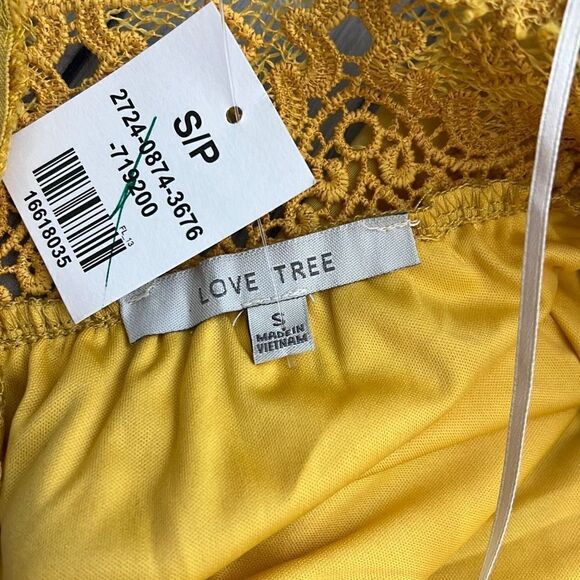 S/P
2724-0874-3676
-719200
FL 13
16618035
LOVE TREE
S
MADE IN
VIETNAM